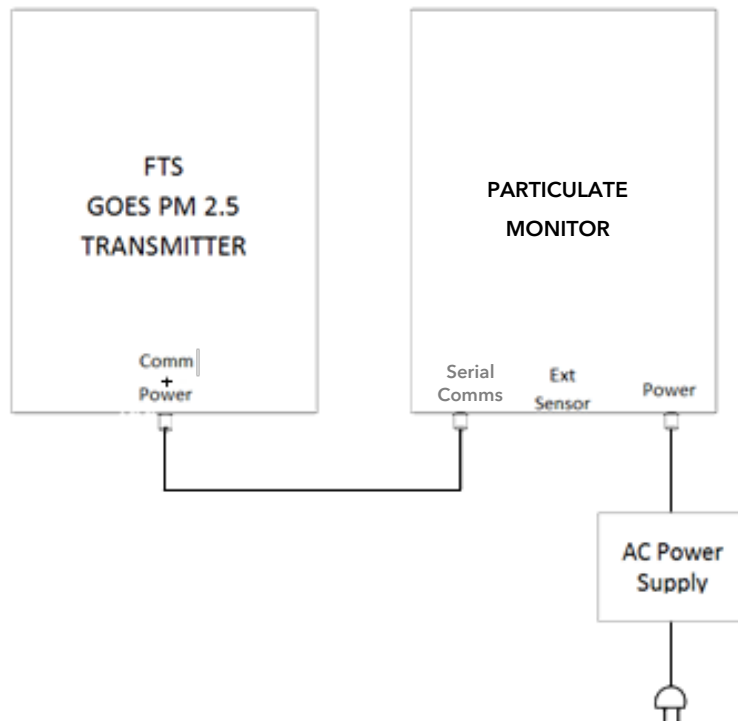 FTS
GOES PM 2.5
TRANSMITTER
Comm
+
Power
PARTICULATE
MONITOR
Serial
Comms
Ext
Sensor
Power
AC Power
Supply